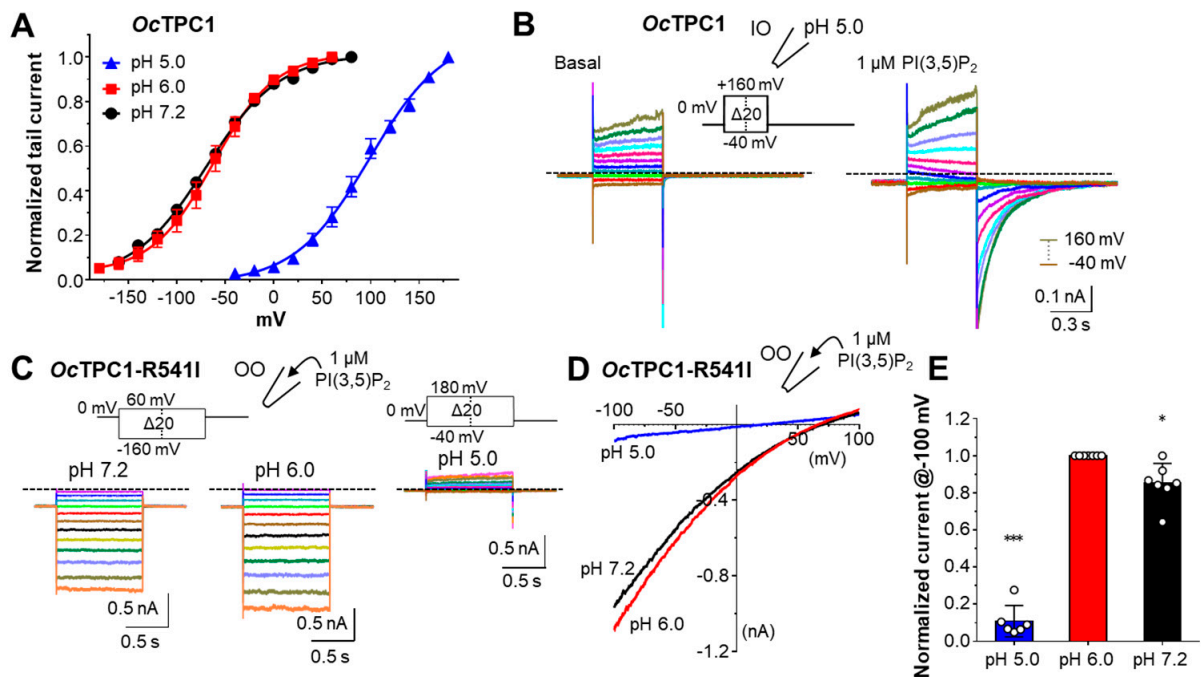 A
OcTPC1
pH 5.0
pH 6.0
pH 7.2
Normalized tail current
1.0
0.8
0.6
0.4
0.2
0.0
-150 -100 -50 0 50 100 150
mV
B
OcTPC1
IO
pH 5.0
Basal
+160 mV
0 mV
Δ20
-40 mV
1 µM PI(3,5)P2
160 mV
-40 mV
0.1 nA
0.3 s
C
OcTPC1-R541I
OO
1 µM
PI(3,5)P2
60 mV
0 mV
Δ20
-160 mV
180 mV
0 mV
Δ20
-40 mV
pH 7.2
pH 6.0
pH 5.0
0.5 nA
0.5 s
0.5 nA
0.5 s
0.5 nA
0.5 s
D
OcTPC1-R541I
OO
1 µM
PI(3,5)P2
-100 -50 50 100
(mV)
pH 5.0
-0.4
pH 7.2
-0.8
pH 6.0
(nA)
-1.2
E
Normalized current @-100 mV
1.2
1.0
0.8
0.6
0.4
0.2
0.0
***
*
pH 5.0 pH 6.0 pH 7.2